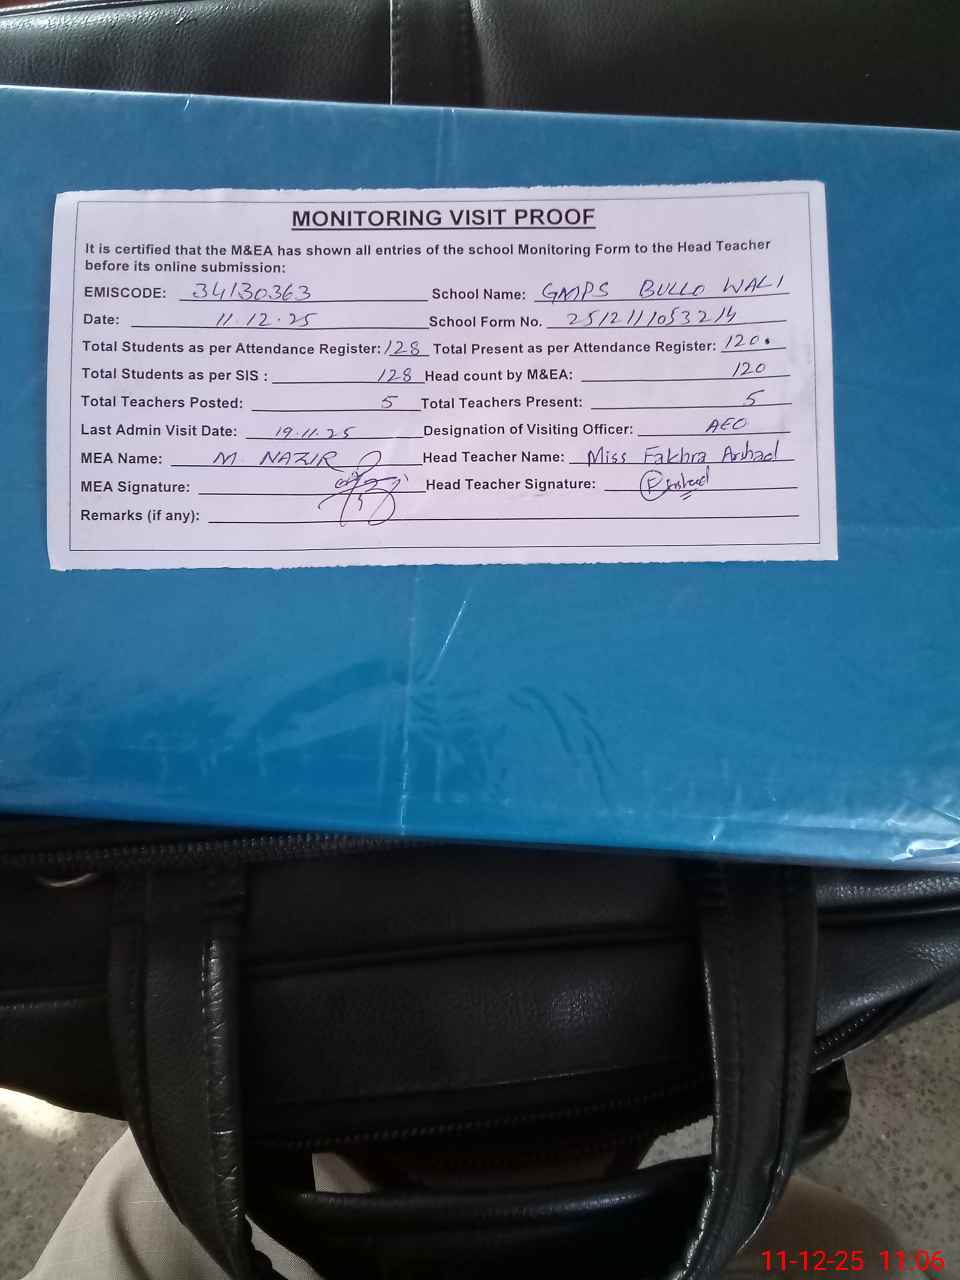 MONITORING VISIT PROOF
It is certified that the M&EA has shown all entries of the school Monitoring Form to the Head Teacher
before its online submission:
EMISCODE: 34130363 School Name: GMPS BULLO WALI
Date: 11.12.25 School Form No. 2512111053214
Total Students as per Attendance Register: 128 Total Present as per Attendance Register: 120.
Total Students as per SIS : 128 Head count by M&EA: 120
Total Teachers Posted: 5 Total Teachers Present: 5
Last Admin Visit Date: 19.11.25 Designation of Visiting Officer: AEO
MEA Name: M. NAZIR Head Teacher Name: Miss Fakhra Arshad
MEA Signature: Head Teacher Signature: F. Arshad
Remarks (if any):
11-12-25 11:06